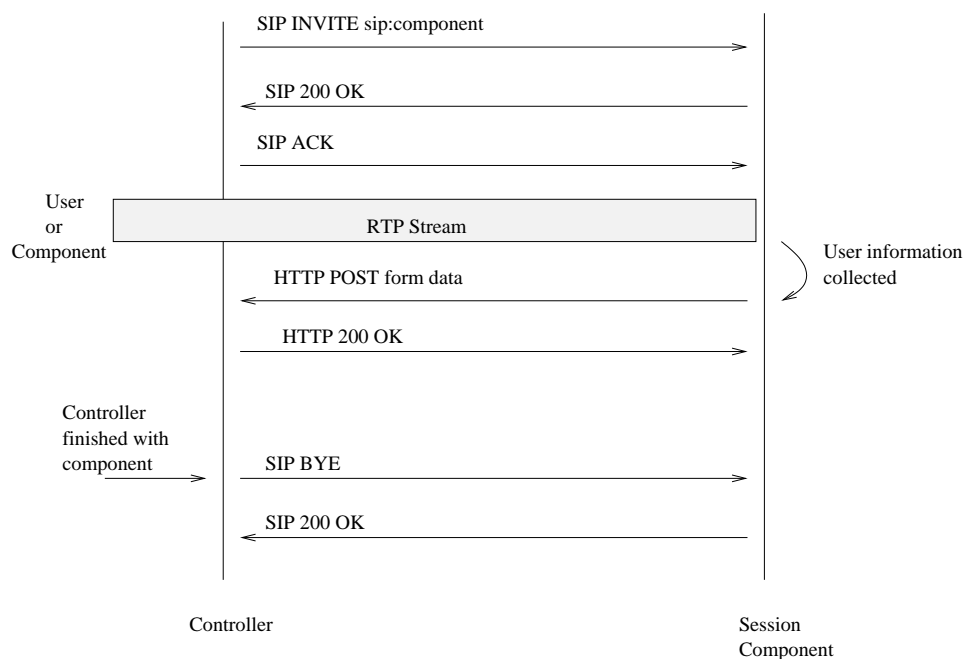 SIP INVITE sip:component
SIP 200 OK
SIP ACK
User
or
Component
RTP Stream
User information
collected
HTTP POST form data
HTTP 200 OK
Controller
finished with
component
SIP BYE
SIP 200 OK
Controller
Session
Component